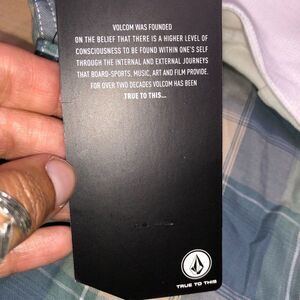 VOLCOM WAS FOUNDED
ON THE BELIEF THAT THERE IS A HIGHER LEVEL OF
CONSCIOUSNESS TO BE FOUND WITHIN ONE'S SELF
THROUGH THE INTERNAL AND EXTERNAL JOURNEYS
THAT BOARD-SPORTS, MUSIC, ART AND FILM PROVIDE.
FOR OVER TWO DECADES VOLCOM HAS BEEN
TRUE TO THIS...
TRUE TO THIS